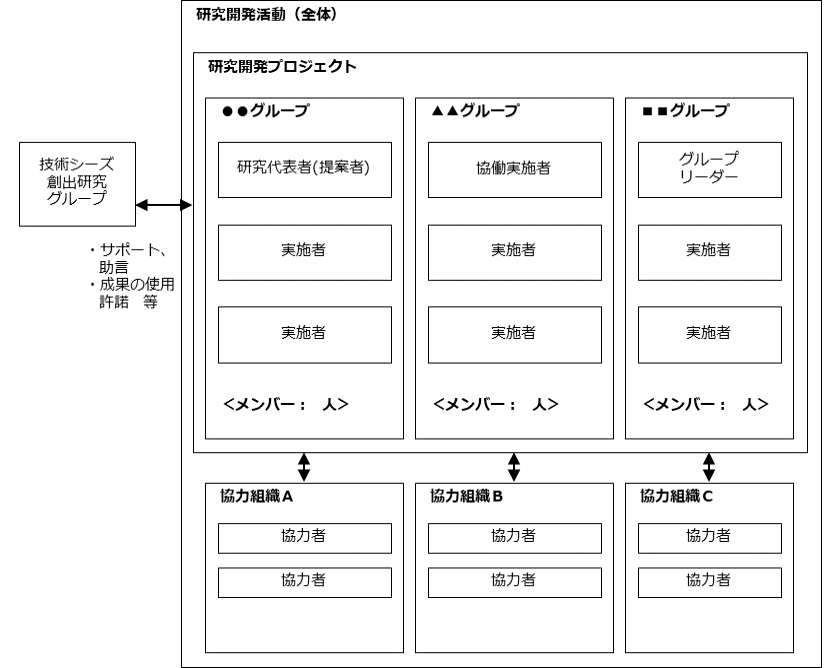 研究開発活動（全体）
研究開発プロジェクト
●●グループ
研究代表者(提案者)
実施者
実施者
＜メンバー：　人＞
▲▲グループ
協働実施者
実施者
実施者
＜メンバー：　人＞
■■グループ
グループ
リーダー
実施者
実施者
＜メンバー：　人＞
技術シーズ
創出研究
グループ
・サポート、
助言
・成果の使用
許諾　等
協力組織Ａ
協力者
協力者
協力組織Ｂ
協力者
協力者
協力組織Ｃ
協力者
協力者